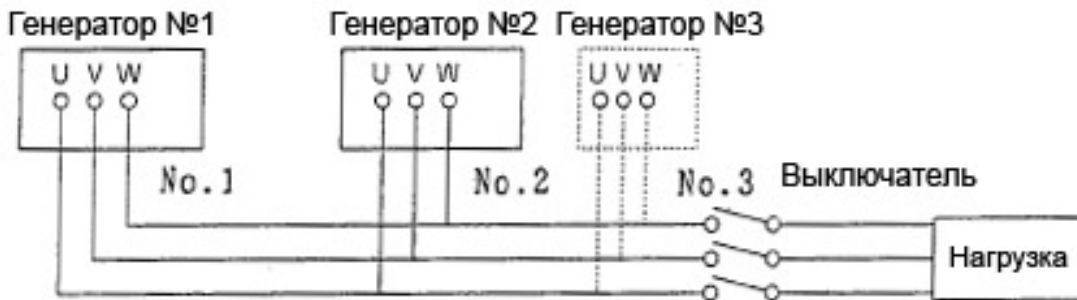 Генератор №1 Генератор №2 Генератор №3
U V W U V W U V W
No.1 No.2 No.3 Выключатель
Нагрузка